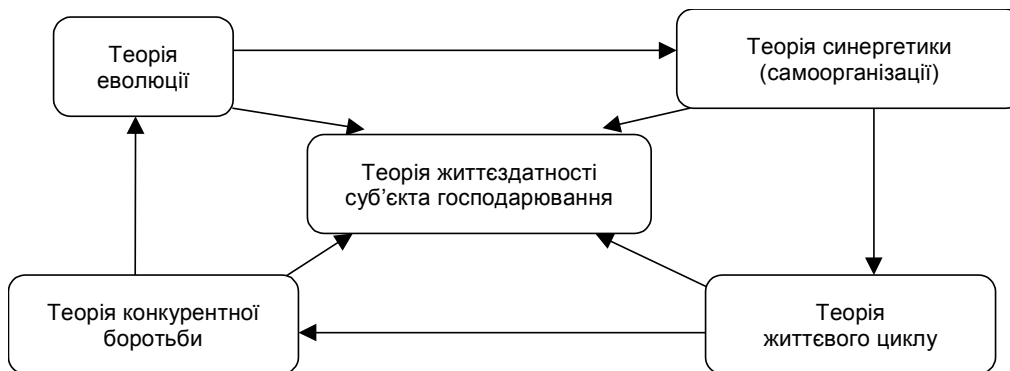 Теорія
еволюції
Теорія синергетики
(самоорганізації)
Теорія життєздатності
суб’єкта господарювання
Теорія конкурентної
боротьби
Теорія
життєвого циклу